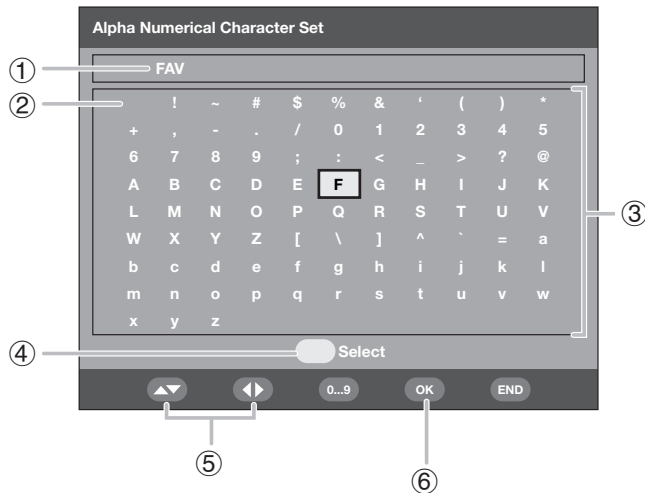 Alpha Numerical Character Set
① FAV
② ! ~ # $ % & ‘ ( ) *
+ , - . / 0 1 2 3 4 5
6 7 8 9 ; : < _ > ? @
A B C D E F G H I J K
L M N O P Q R S T U V ③
W X Y Z [ \ ] ^ ` = a
b c d e f g h i j k l
m n o p q r s t u v w
x y z
④ Select
▲▼ ◀▶ 0...9 OK END
⑤ ⑥